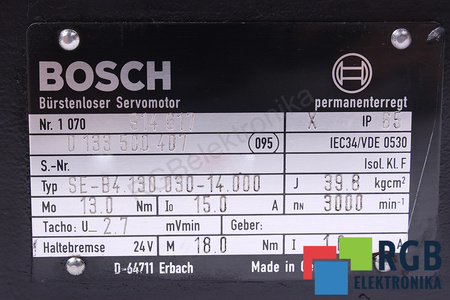 BOSCH
Bürstenloser Servomotor permanenterregt
Nr. 1 070 X IP 65
0 133 500 407 (095) IEC34/VDE 0530
S.-Nr. Isol. Kl. F
Typ SE-B4.130.030-14.000 J 39.8 kgcm²
Mo 13.0 Nm Io 15.0 A nN 3000 min⁻¹
Tacho: U_ 2.7 mVmin Geber:
Haltebremse 24V M 18.0 Nm I A
D-64711 Erbach Made in
RGB
ELEKTRONIKA